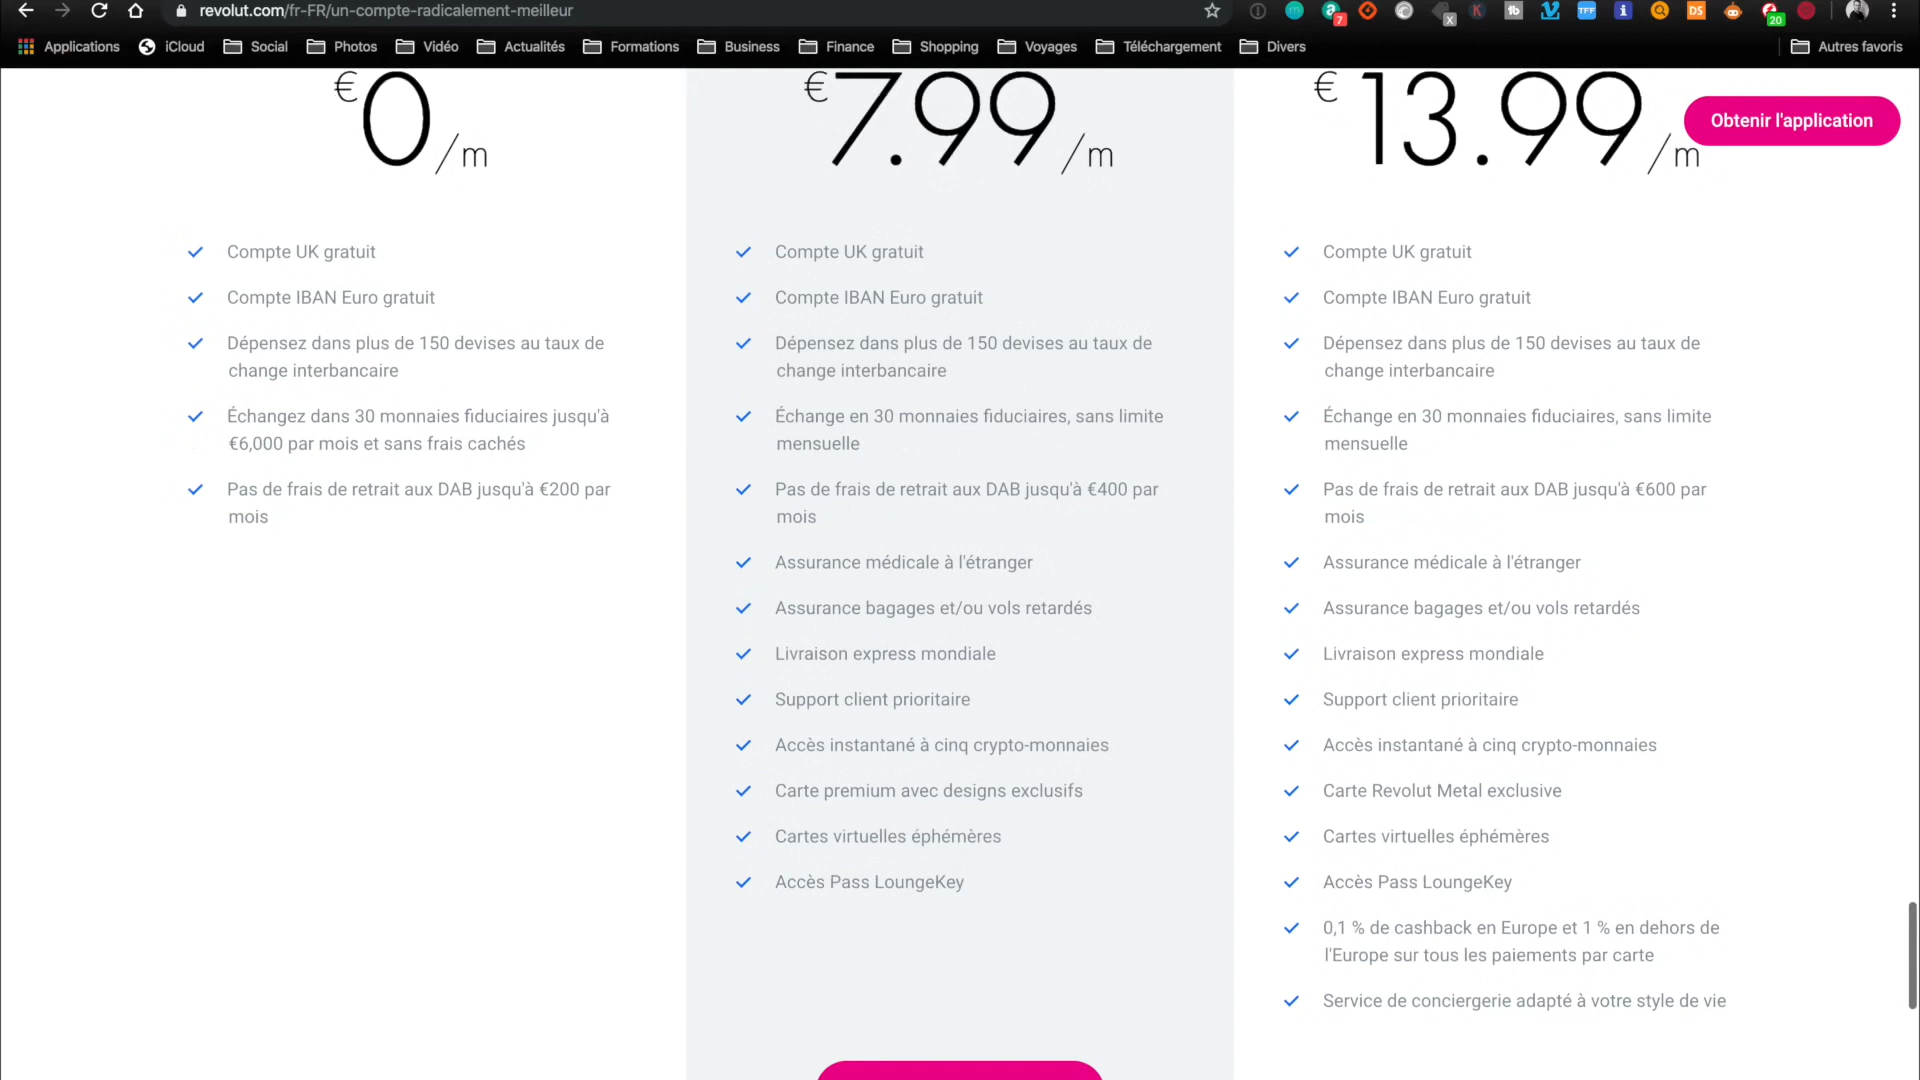 revolut.com/fr-FR/un-compte-radicalement-meilleur
Applications iCloud Social Photos Vidéo Actualités Formations Business Finance Shopping Voyages Téléchargement Divers Autres favoris
€0/m
Compte UK gratuit
Compte IBAN Euro gratuit
Dépensez dans plus de 150 devises au taux de
change interbancaire
Échangez dans 30 monnaies fiduciaires jusqu'à
€6,000 par mois et sans frais cachés
Pas de frais de retrait aux DAB jusqu'à €200 par
mois
€7.99/m
Compte UK gratuit
Compte IBAN Euro gratuit
Dépensez dans plus de 150 devises au taux de
change interbancaire
Échange en 30 monnaies fiduciaires, sans limite
mensuelle
Pas de frais de retrait aux DAB jusqu'à €400 par
mois
Assurance médicale à l'étranger
Assurance bagages et/ou vols retardés
Livraison express mondiale
Support client prioritaire
Accès instantané à cinq crypto-monnaies
Carte premium avec designs exclusifs
Cartes virtuelles éphémères
Accès Pass LoungeKey
€13.99/m
Obtenir l'application
Compte UK gratuit
Compte IBAN Euro gratuit
Dépensez dans plus de 150 devises au taux de
change interbancaire
Échange en 30 monnaies fiduciaires, sans limite
mensuelle
Pas de frais de retrait aux DAB jusqu'à €600 par
mois
Assurance médicale à l'étranger
Assurance bagages et/ou vols retardés
Livraison express mondiale
Support client prioritaire
Accès instantané à cinq crypto-monnaies
Carte Revolut Metal exclusive
Cartes virtuelles éphémères
Accès Pass LoungeKey
0,1 % de cashback en Europe et 1 % en dehors de
l'Europe sur tous les paiements par carte
Service de conciergerie adapté à votre style de vie